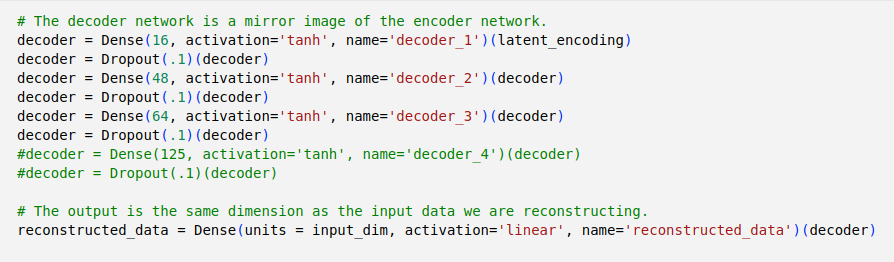 # The decoder network is a mirror image of the encoder network.
decoder = Dense(16, activation='tanh', name='decoder_1')(latent_encoding)
decoder = Dropout(.1)(decoder)
decoder = Dense(48, activation='tanh', name='decoder_2')(decoder)
decoder = Dropout(.1)(decoder)
decoder = Dense(64, activation='tanh', name='decoder_3')(decoder)
decoder = Dropout(.1)(decoder)
#decoder = Dense(125, activation='tanh', name='decoder_4')(decoder)
#decoder = Dropout(.1)(decoder)
# The output is the same dimension as the input data we are reconstructing.
reconstructed_data = Dense(units = input_dim, activation='linear', name='reconstructed_data')(decoder)